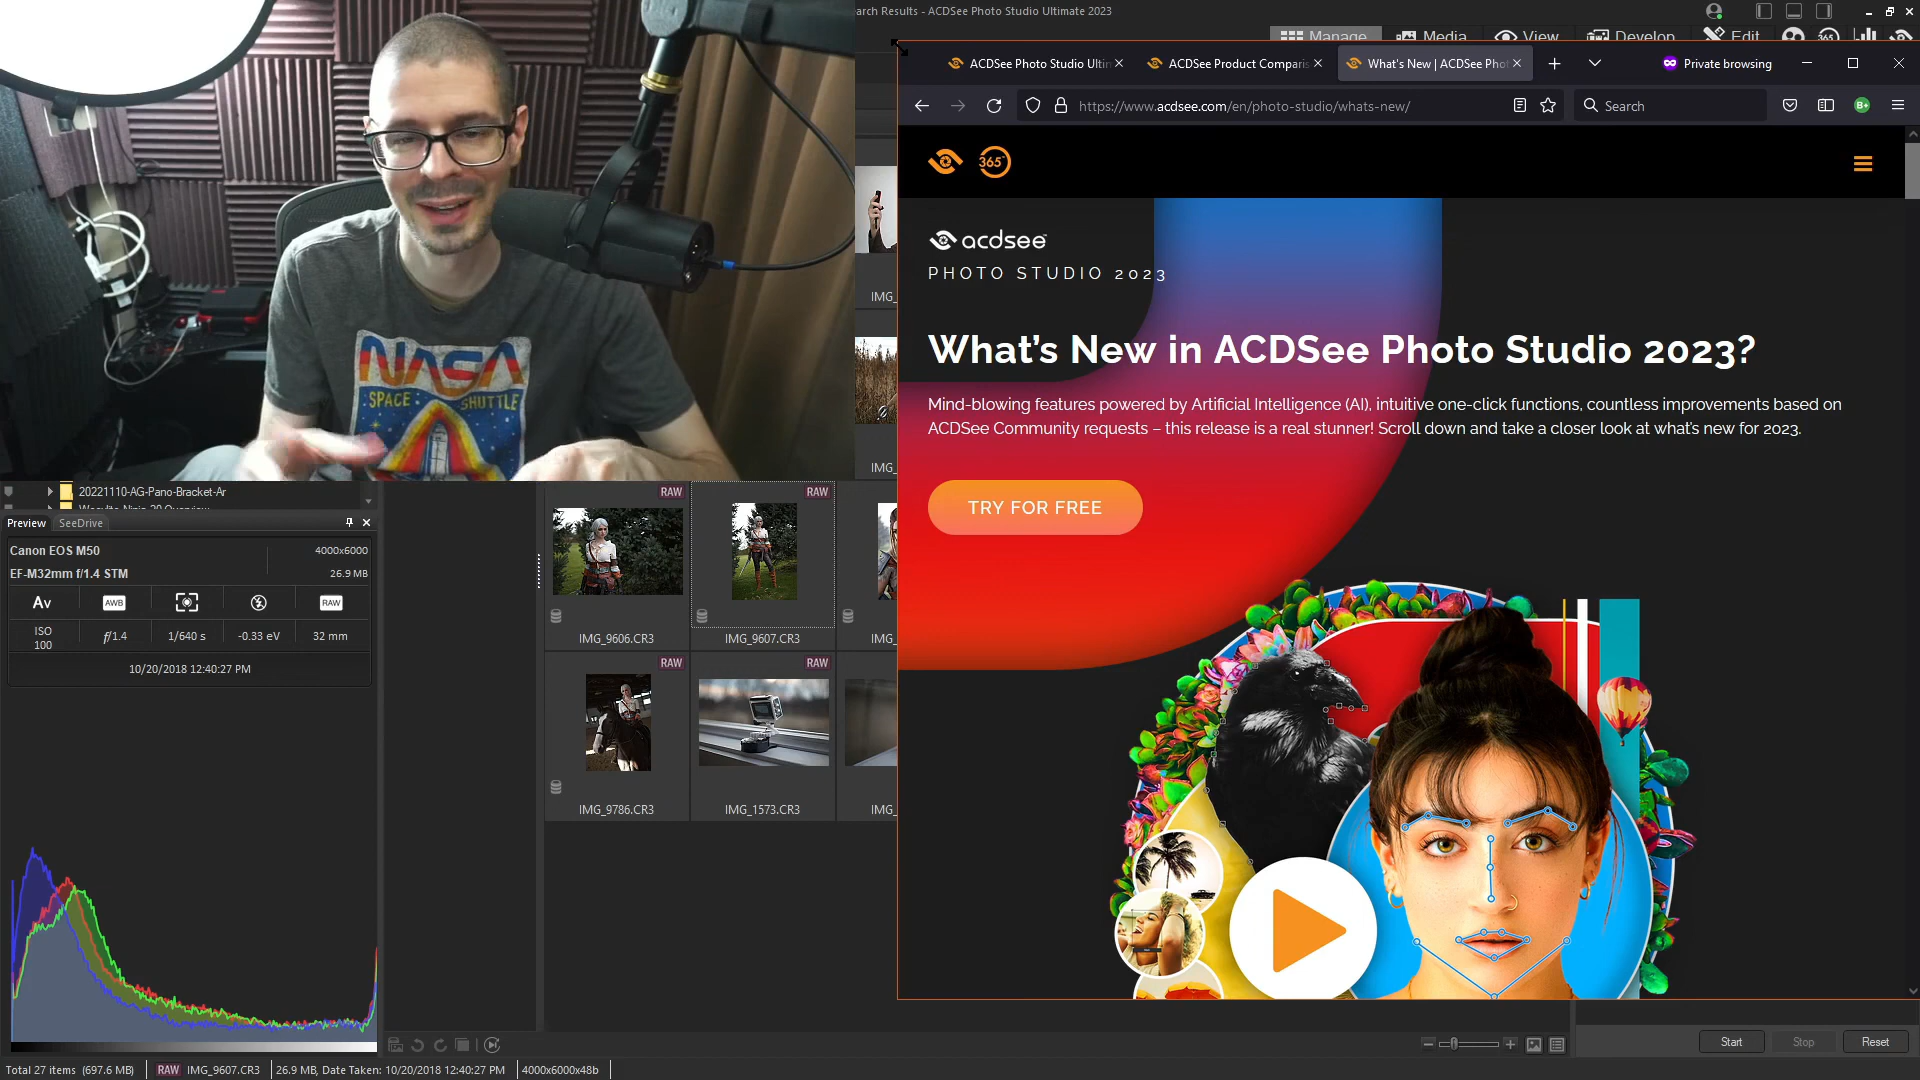 arch Results - ACDSee Photo Studio Ultimate 2023
Manage
Media
View
Develop
Edit
365
ACDSee Photo Studio Ultim
ACDSee Product Comparis
What's New | ACDSee Phot
Private browsing
https://www.acdsee.com/en/photo-studio/whats-new/
Search
B+
365
acdsee
PHOTO STUDIO 2023
What's New in ACDSee Photo Studio 2023?
Mind-blowing features powered by Artificial Intelligence (AI), intuitive one-click functions, countless improvements based on
ACDSee Community requests – this release is a real stunner! Scroll down and take a closer look at what's new for 2023.
TRY FOR FREE
NASA
SPACE SHUTTLE
IMG_
IMG_
20221110-AG-Pano-Bracket-Ar
Preview
SeeDrive
Canon EOS M50
4000x6000
EF-M32mm f/1.4 STM
26.9 MB
Av
AWB
RAW
ISO
100
f/1.4
1/640 s
-0.33 eV
32 mm
10/20/2018 12:40:27 PM
RAW
RAW
IMG_9606.CR3
IMG_9607.CR3
IMG_
RAW
RAW
IMG_9786.CR3
IMG_1573.CR3
IMG_
Start
Stop
Reset
Total 27 items (697.6 MB)
RAW
IMG_9607.CR3
26.9 MB, Date Taken: 10/20/2018 12:40:27 PM
4000x6000x48b